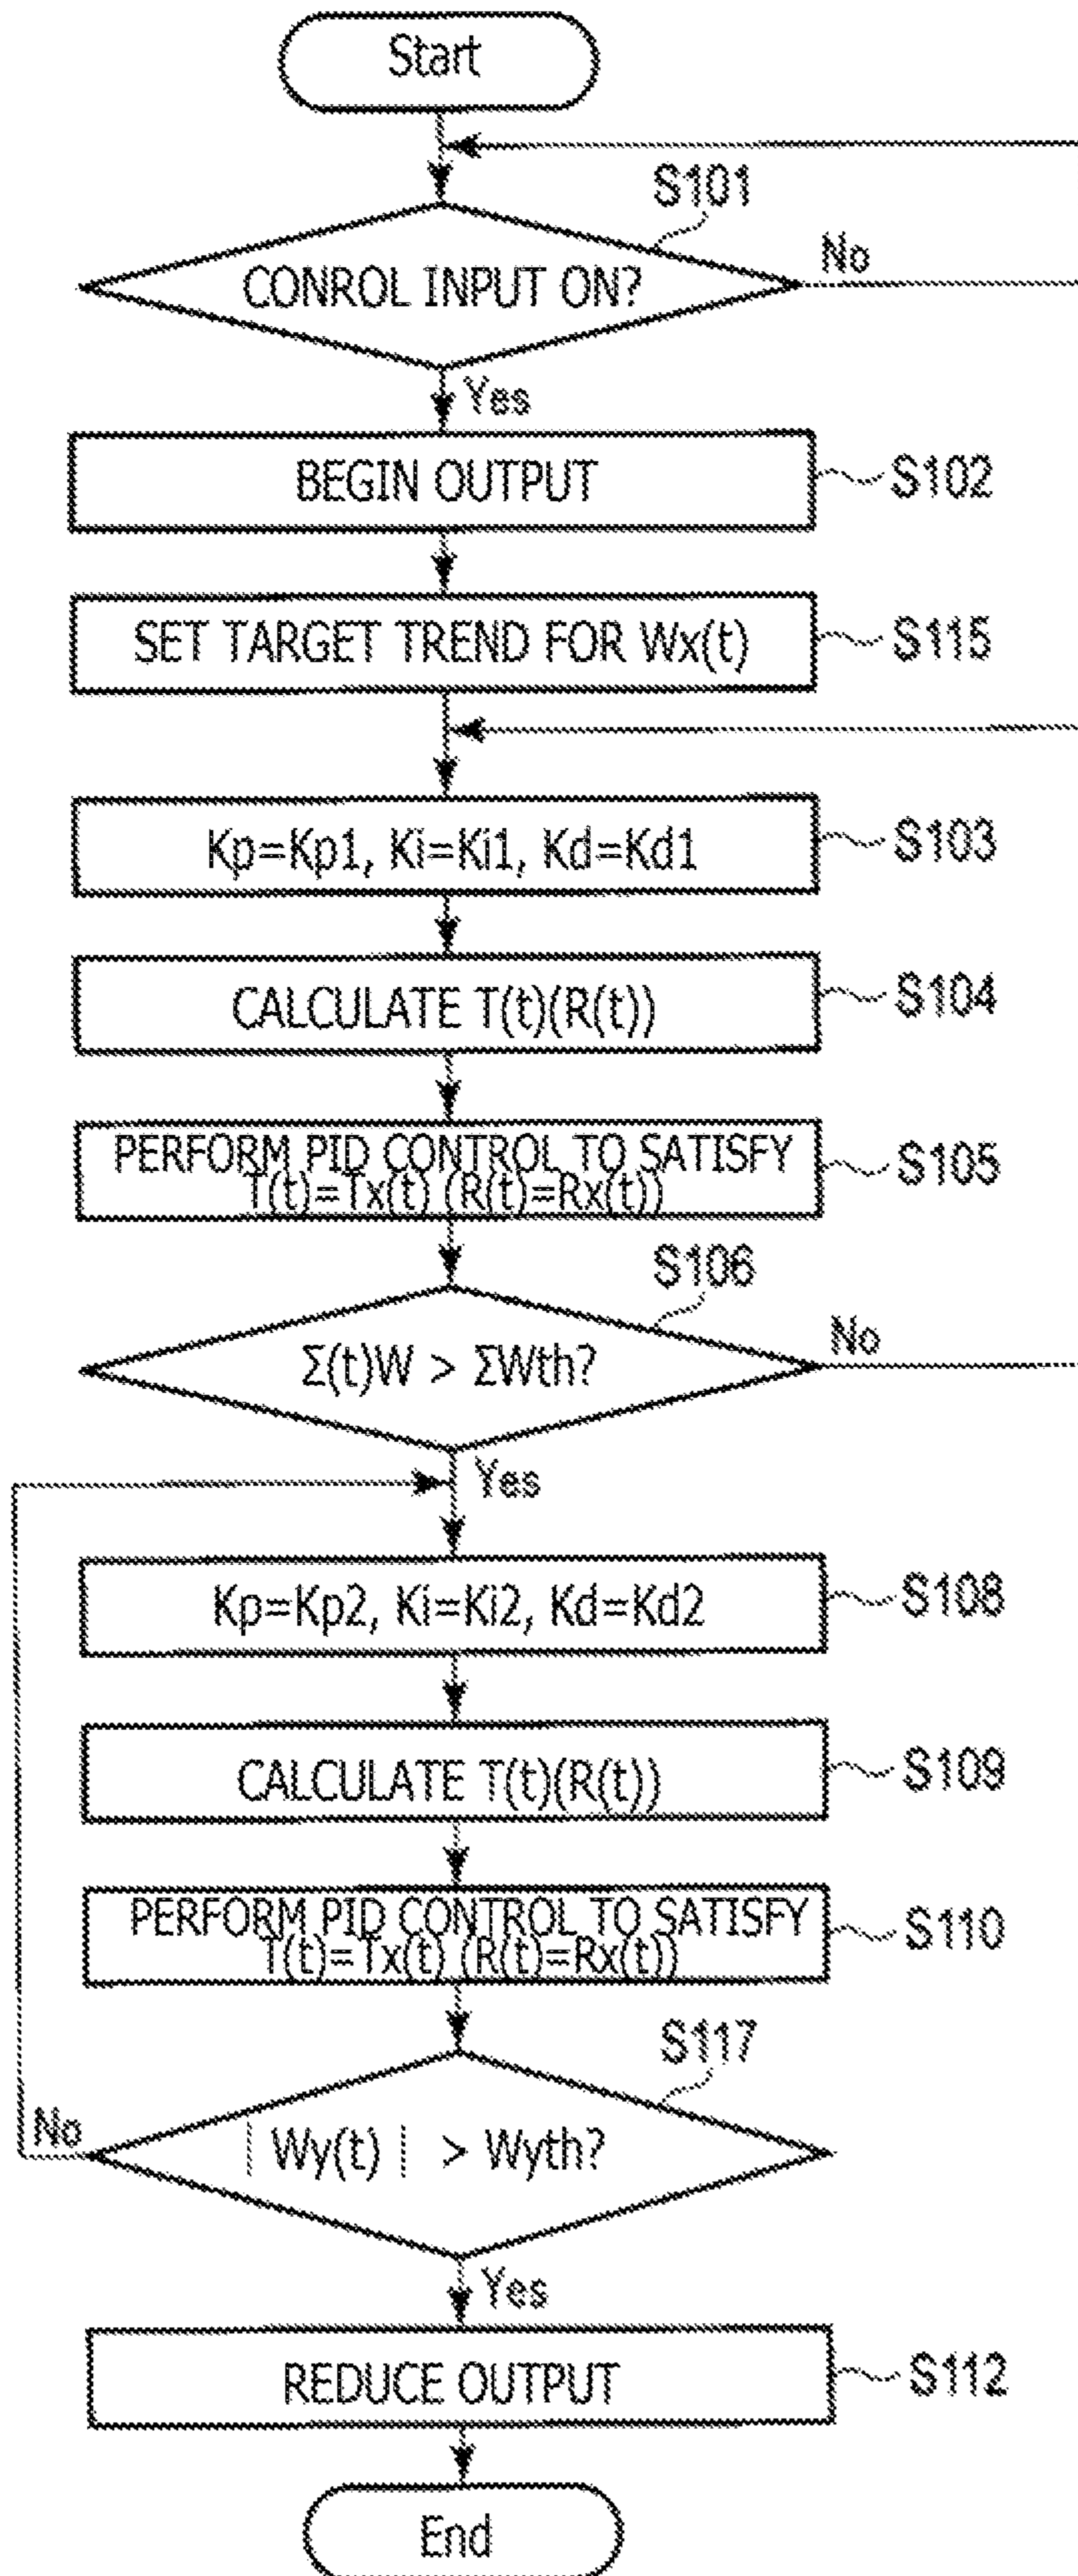 Start
S101
CONROL INPUT ON?
No
Yes
BEGIN OUTPUT
S102
SET TARGET TREND FOR Wx(t)
S115
Kp=Kp1, Ki=Ki1, Kd=Kd1
S103
CALCULATE T(t)(R(t))
S104
PERFORM PID CONTROL TO SATISFY
T(t)=Tx(t) (R(t)=Rx(t))
S105
S106
Σ(t)W > ΣWth?
No
Yes
Kp=Kp2, Ki=Ki2, Kd=Kd2
S108
CALCULATE T(t)(R(t))
S109
PERFORM PID CONTROL TO SATISFY
T(t)=Tx(t) (R(t)=Rx(t))
S110
S117
No
| Wy(t) | > Wyth?
Yes
REDUCE OUTPUT
S112
End